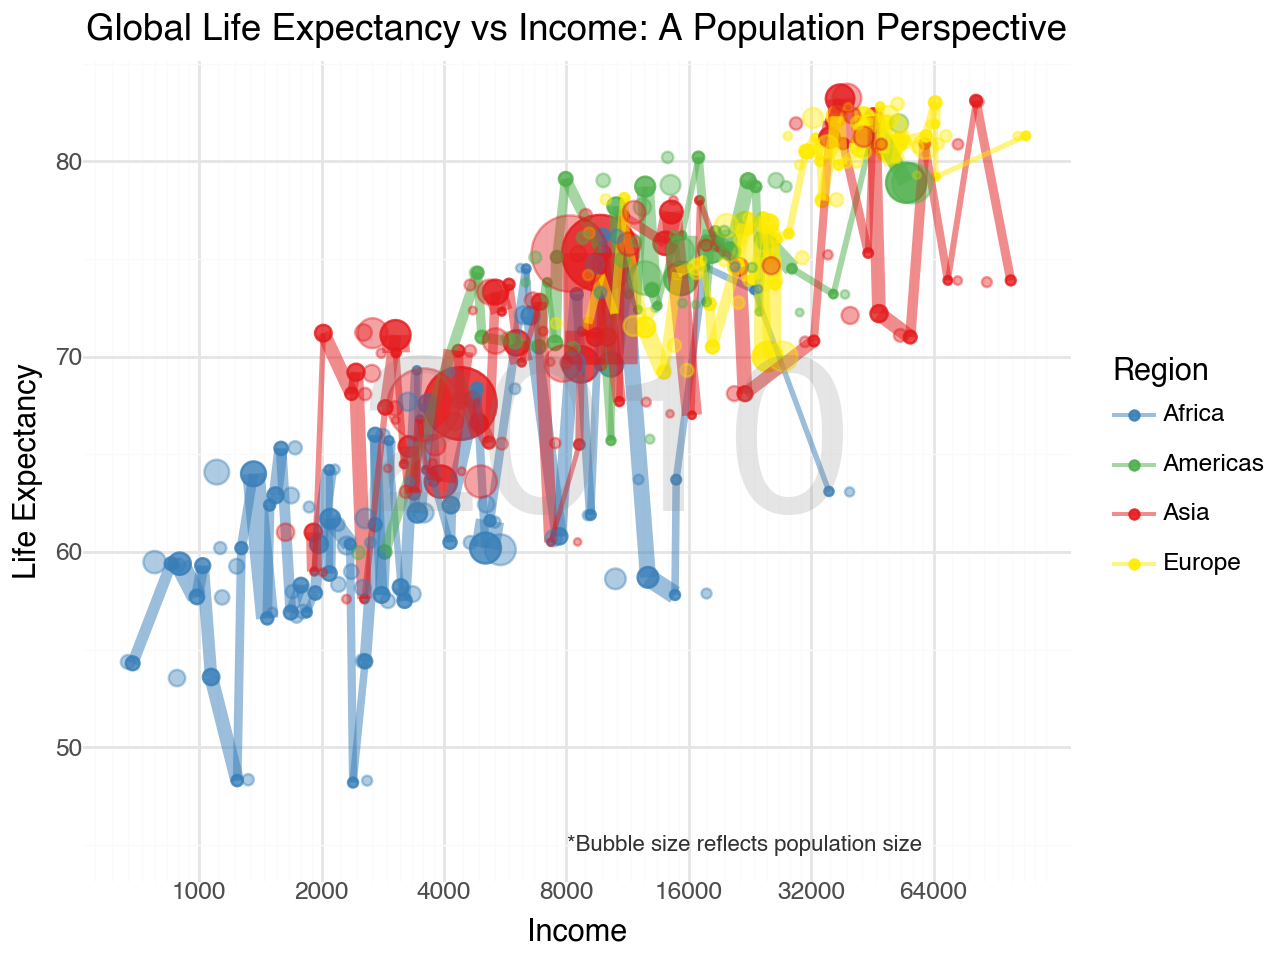 Global Life Expectancy vs Income: A Population Perspective
Life Expectancy
80
70
60
50
2010
*Bubble size reflects population size
1000 2000 4000 8000 16000 32000 64000
Income
Region
Africa
Americas
Asia
Europe